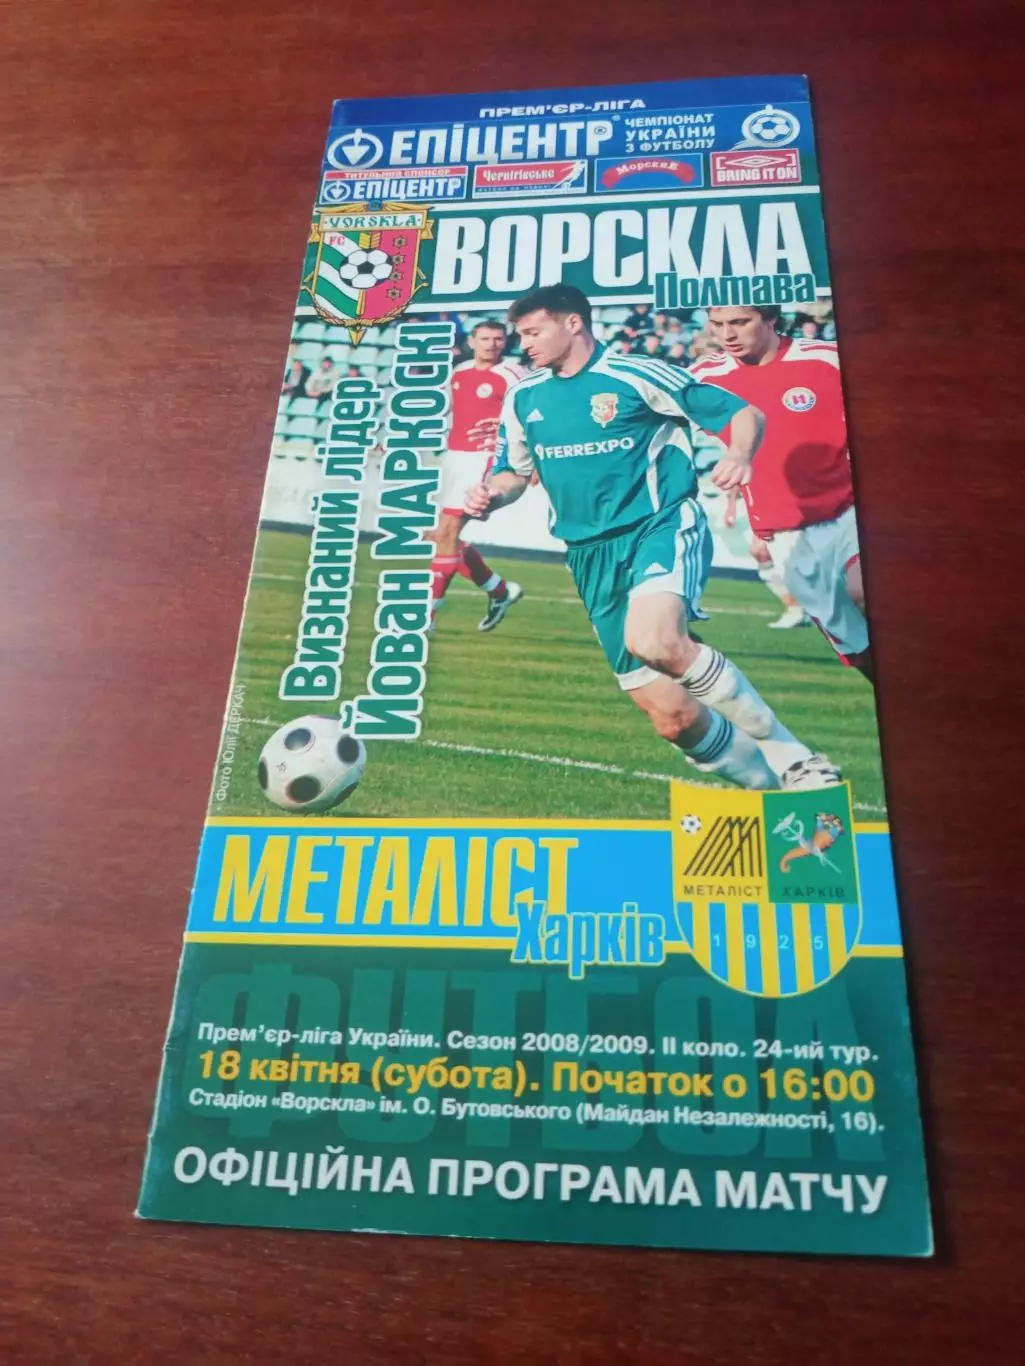 ПРЕМ'ЄР-ЛІГА
ЕПІЦЕНТР®
ЧЕМПІОНАТ
УКРАЇНИ
З ФУТБОЛУ
ТИТУЛЬНИЙ СПОНСОР
ЕПІЦЕНТР
Чернігівське
Морские
BRING IT ON
VORSKLA
FC
ВОРСКЛА
Полтава
Визнаний лідер
Йован МАРКОСКІ
FERREXPO
Фото Юлії ДЕРКАЧ
МЕТАЛІСТ
Харків
МЕТАЛІСТ
ХАРКІВ
1925
ФУТБОЛ
Прем'єр-ліга України. Сезон 2008/2009. II коло. 24-ий тур.
18 квітня (субота). Початок о 16:00
Стадіон «Ворскла» ім. О. Бутовського (Майдан Незалежності, 16).
ОФІЦІЙНА ПРОГРАМА МАТЧУ